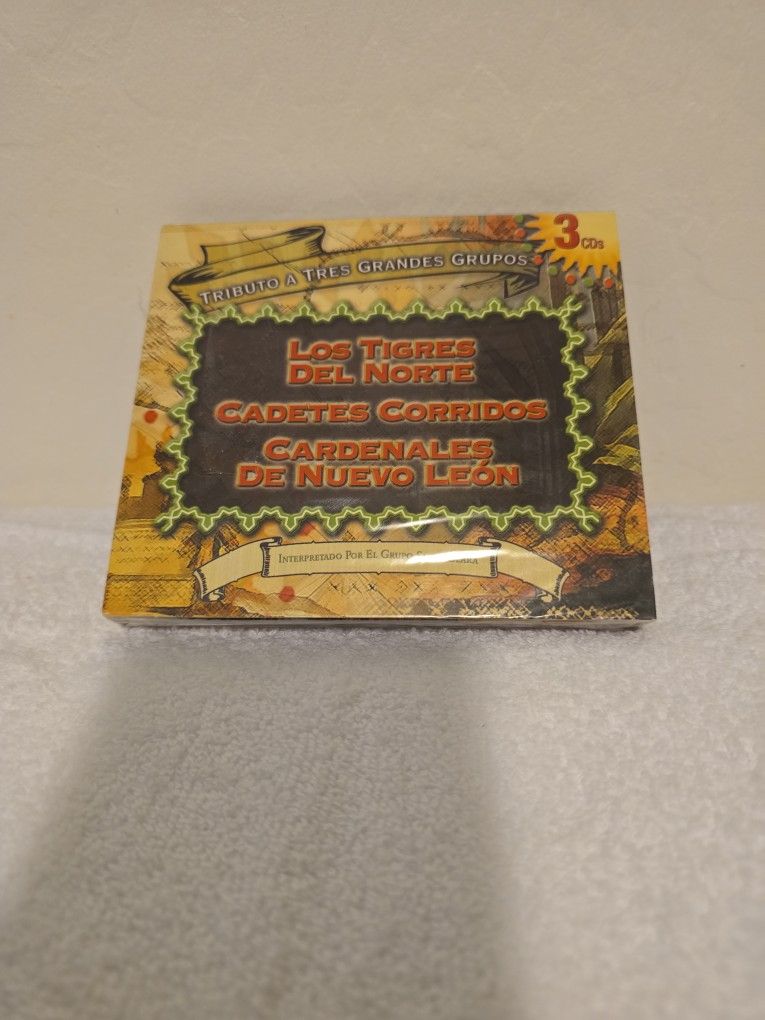 3 CDs
TRIBUTO A TRES GRANDES GRUPOS
LOS TIGRES
DEL NORTE
CADETES CORRIDOS
CARDENALES
DE NUEVO LEÓN
INTERPRETADO POR EL GRUPO